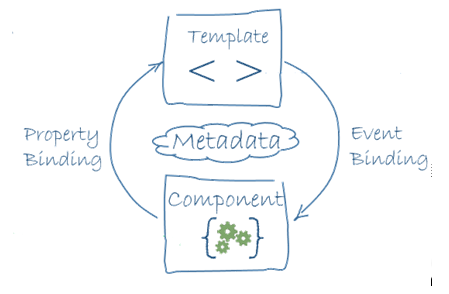 Template
< >
Property
Binding
Metadata
Event
Binding
Component
{ }